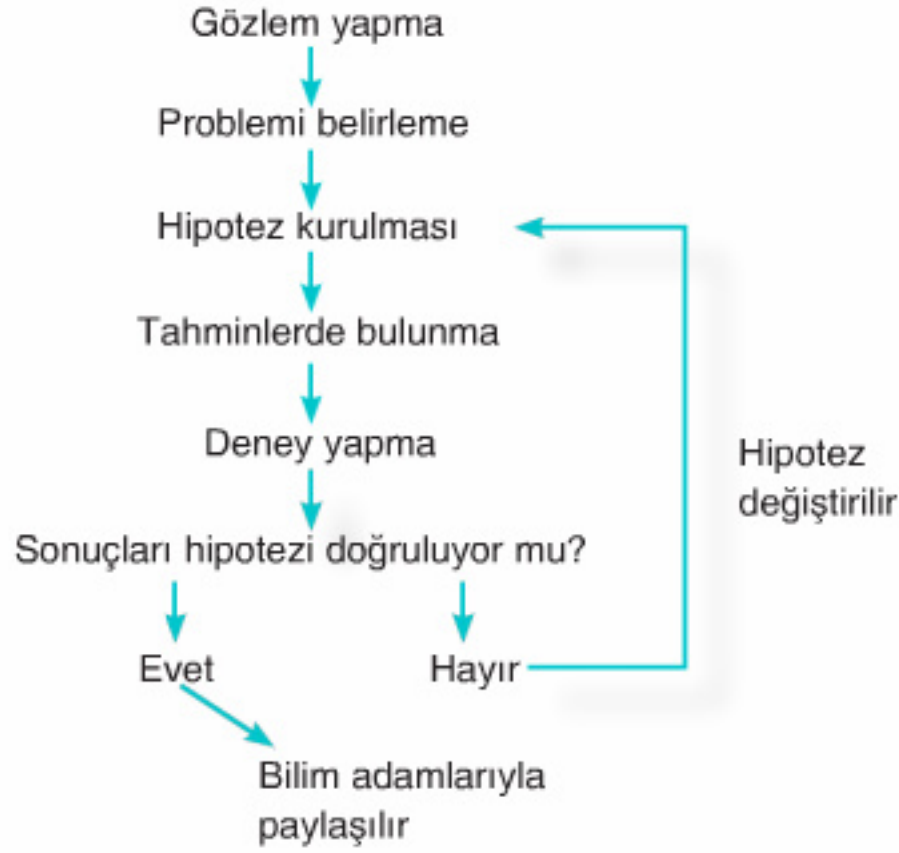 Gözlem yapma
Problemi belirleme
Hipotez kurulması
Tahminlerde bulunma
Deney yapma
Hipotez
değiştirilir
Sonuçları hipotezi doğruluyor mu?
Evet
Hayır
Bilim adamlarıyla
paylaşılır